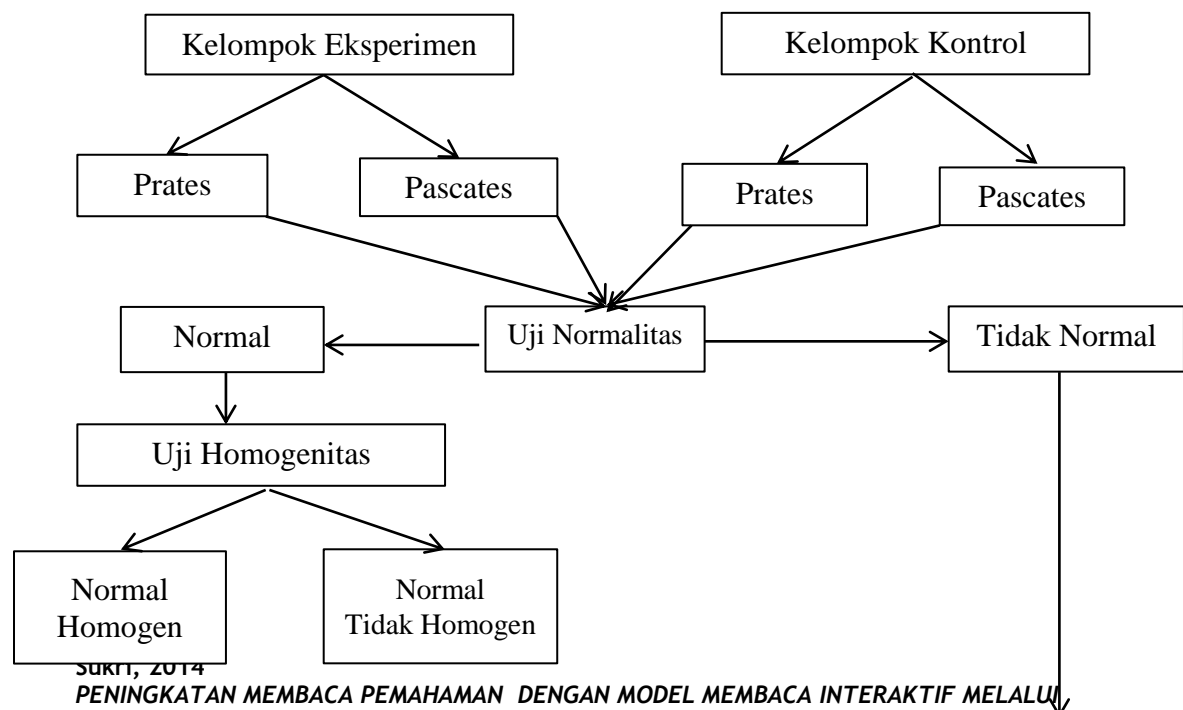 Kelompok Eksperimen
Kelompok Kontrol
Prates
Pascates
Prates
Pascates
Normal
Uji Normalitas
Tidak Normal
Uji Homogenitas
Normal
Homogen
Normal
Tidak Homogen
Sukri, 2014
PENINGKATAN MEMBACA PEMAHAMAN DENGAN MODEL MEMBACA INTERAKTIF MELALUI